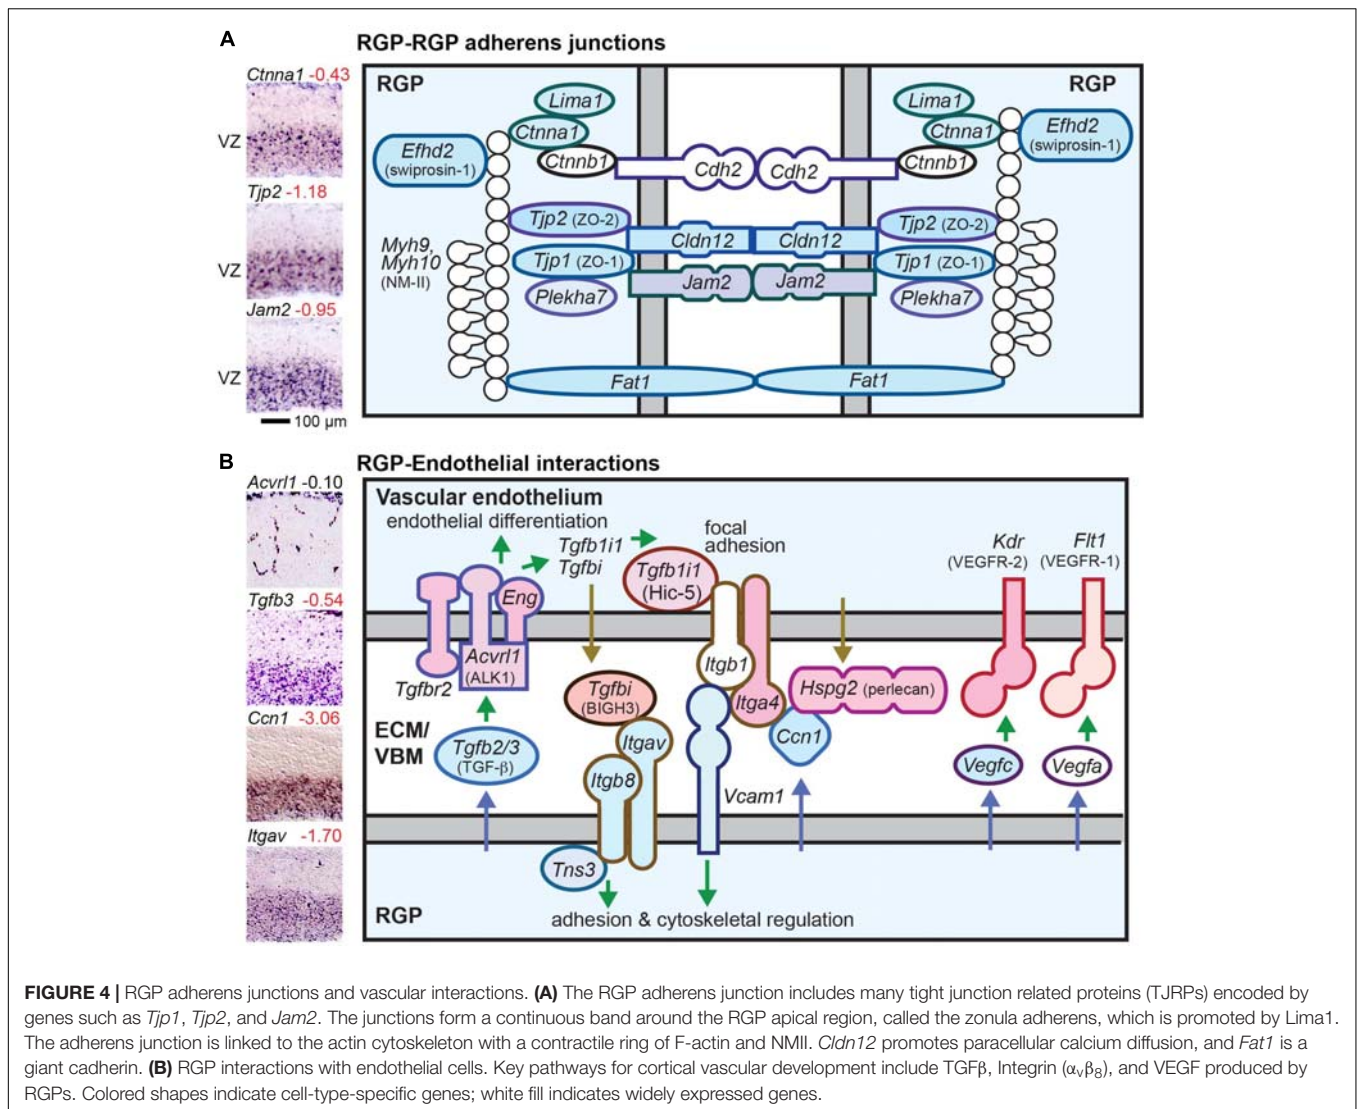 A
RGP-RGP adherens junctions
Ctnna1 -0.43
VZ
Tjp2 -1.18
VZ
Jam2 -0.95
VZ
100 µm
RGP
RGP
Lima1
Ctnna1
Ctnnb1
Efhd2
(swiprosin-1)
Cdh2
Cdh2
Lima1
Ctnna1
Ctnnb1
Efhd2
(swiprosin-1)
Myh9,
Myh10
(NM-II)
Tjp2 (ZO-2)
Cldn12
Cldn12
Tjp2 (ZO-2)
Tjp1 (ZO-1)
Jam2
Jam2
Tjp1 (ZO-1)
Plekha7
Plekha7
Fat1
Fat1
B
RGP-Endothelial interactions
Acvrl1 -0.10
Tgfb3 -0.54
Ccn1 -3.06
Itgav -1.70
Vascular endothelium
endothelial differentiation
Tgfb1i1
Tgfbi
focal
adhesion
Tgfb1i1
(Hic-5)
Kdr
(VEGFR-2)
Flt1
(VEGFR-1)
Eng
Acvrl1
(ALK1)
Tgfbr2
Itgb1
Itga4
Hspg2 (perlecan)
Tgfbi
(BIGH3)
ECM/
VBM
Tgfb2/3
(TGF-β)
Itgav
Itgb8
Ccn1
Vcam1
Vegfc
Vegfa
Tns3
RGP
adhesion & cytoskeletal regulation
FIGURE 4 | RGP adherens junctions and vascular interactions. (A) The RGP adherens junction includes many tight junction related proteins (TJRPs) encoded by
genes such as Tjp1, Tjp2, and Jam2. The junctions form a continuous band around the RGP apical region, called the zonula adherens, which is promoted by Lima1.
The adherens junction is linked to the actin cytoskeleton with a contractile ring of F-actin and NMII. Cldn12 promotes paracellular calcium diffusion, and Fat1 is a
giant cadherin. (B) RGP interactions with endothelial cells. Key pathways for cortical vascular development include TGFβ, Integrin (αvβ8), and VEGF produced by
RGPs. Colored shapes indicate cell-type-specific genes; white fill indicates widely expressed genes.